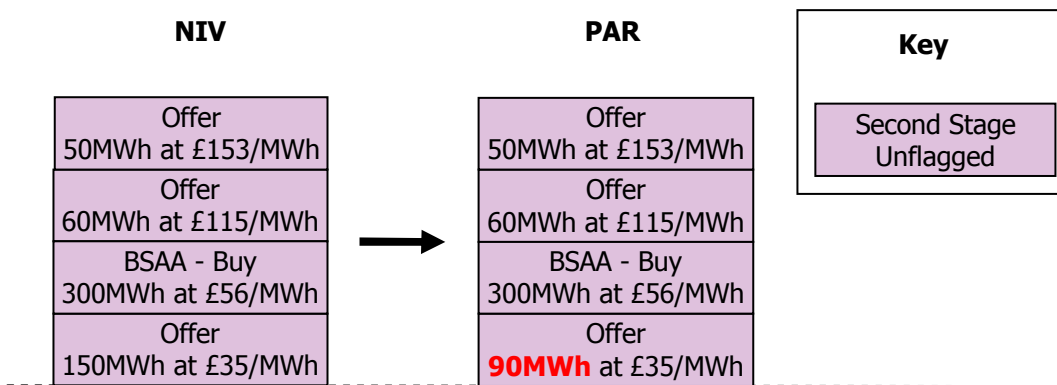 NIV
Offer
50MWh at £153/MWh
Offer
60MWh at £115/MWh
BSAA - Buy
300MWh at £56/MWh
Offer
150MWh at £35/MWh
PAR
Offer
50MWh at £153/MWh
Offer
60MWh at £115/MWh
BSAA - Buy
300MWh at £56/MWh
Offer
90MWh at £35/MWh
Key
Second Stage
Unflagged